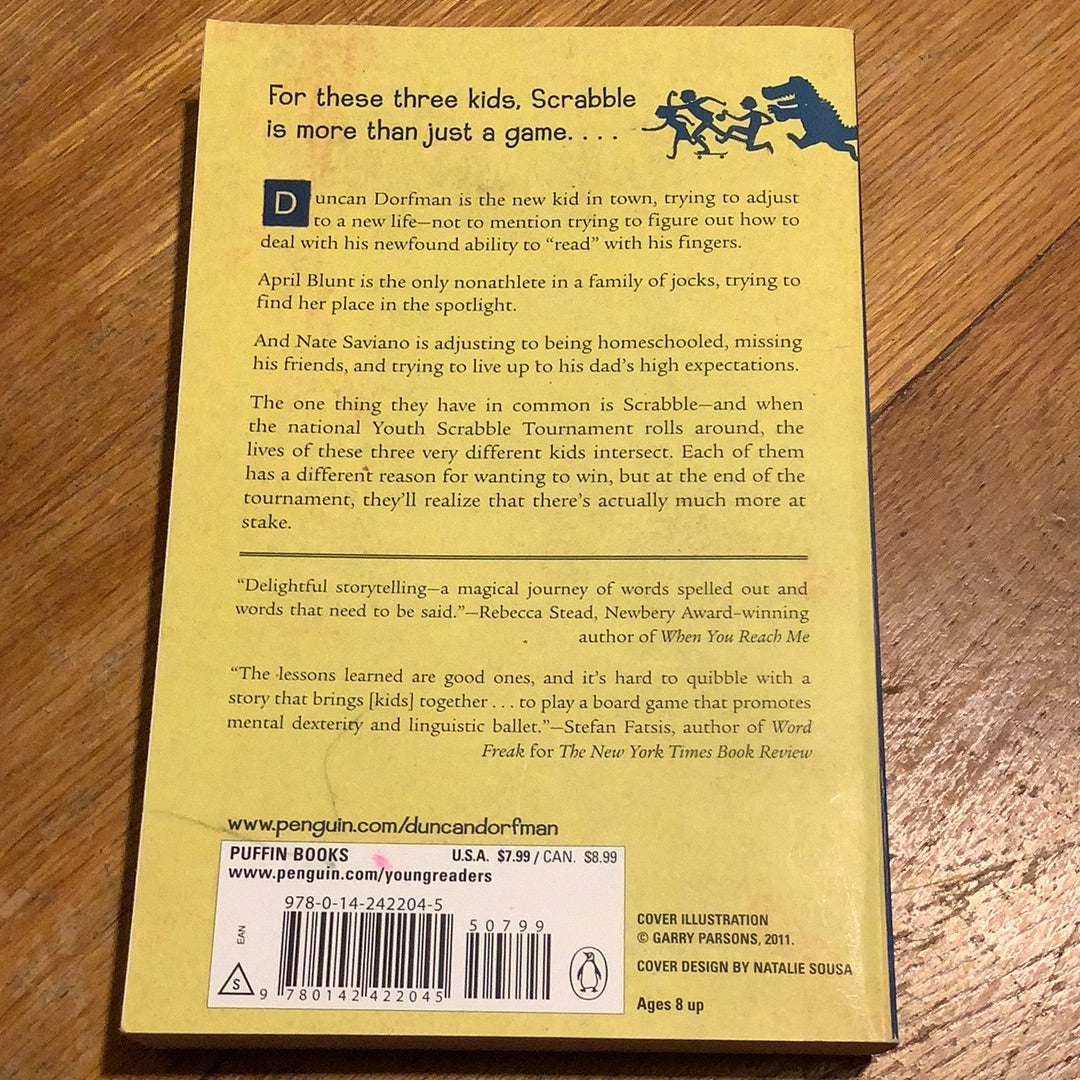 For these three kids, Scrabble
is more than just a game. . . .
Duncan Dorfman is the new kid in town, trying to adjust
to a new life—not to mention trying to figure out how to
deal with his newfound ability to “read” with his fingers.
April Blunt is the only nonathlete in a family of jocks, trying to
find her place in the spotlight.
And Nate Saviano is adjusting to being homeschooled, missing
his friends, and trying to live up to his dad’s high expectations.
The one thing they have in common is Scrabble—and when
the national Youth Scrabble Tournament rolls around, the
lives of these three very different kids intersect. Each of them
has a different reason for wanting to win, but at the end of the
tournament, they’ll realize that there’s actually much more at
stake.
“Delightful storytelling—a magical journey of words spelled out and
words that need to be said.”—Rebecca Stead, Newbery Award–winning
author of When You Reach Me
“The lessons learned are good ones, and it’s hard to quibble with a
story that brings [kids] together . . . to play a board game that promotes
mental dexterity and linguistic ballet.”—Stefan Fatsis, author of Word
Freak for The New York Times Book Review
www.penguin.com/duncandorfman
PUFFIN BOOKS U.S.A. $7.99 / CAN. $8.99
www.penguin.com/youngreaders
978-0-14-242204-5
50799
EAN
S
9 780142 422045
COVER ILLUSTRATION
© GARRY PARSONS, 2011.
COVER DESIGN BY NATALIE SOUSA
Ages 8 up